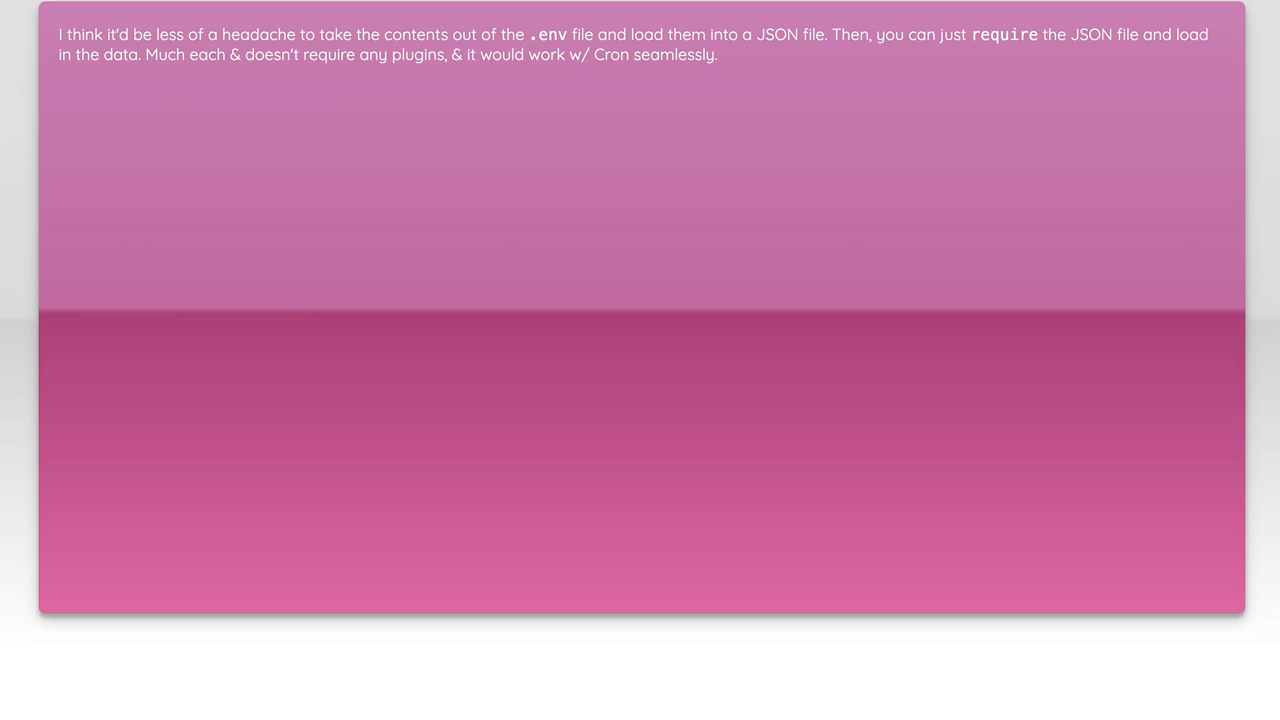 I think it'd be less of a headache to take the contents out of the .env file and load them into a JSON file. Then, you can just require the JSON file and load
in the data. Much each & doesn't require any plugins, & it would work w/ Cron seamlessly.